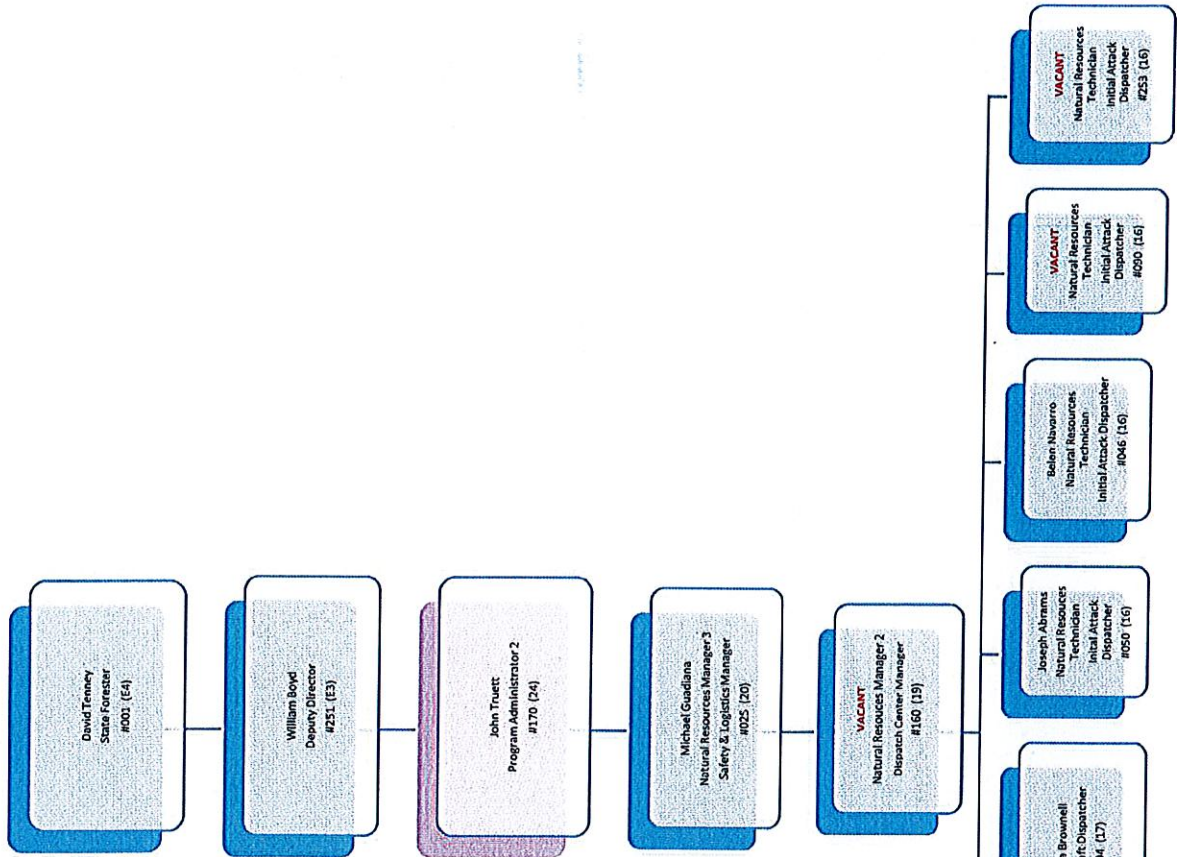 David Tenney
State Forester
#001 (E4)
William Boyd
Deputy Director
#251 (E3)
John Truett
Program Administrator 2
#170 (24)
Michael Guadiana
Natural Resources Manager 3
Safety & Logistics Manager
#025 (20)
VACANT
Natural Resouces Manager 2
Dispatch Center Manager
#160 (19)
Brownell
Dispatcher
(17)
Joseph Abrams
Natural Resouces
Technician
Inital Attack
Dispatcher
#050 (16)
Belen Navarro
Natural Resources
Technician
Initial Attack Dispatcher
#046 (16)
VACANT
Natural Resources
Technician
Initial Attack
Dispatcher
#090 (16)
VACANT
Natural Resources
Technician
Initial Attack
Dispatcher
#253 (16)